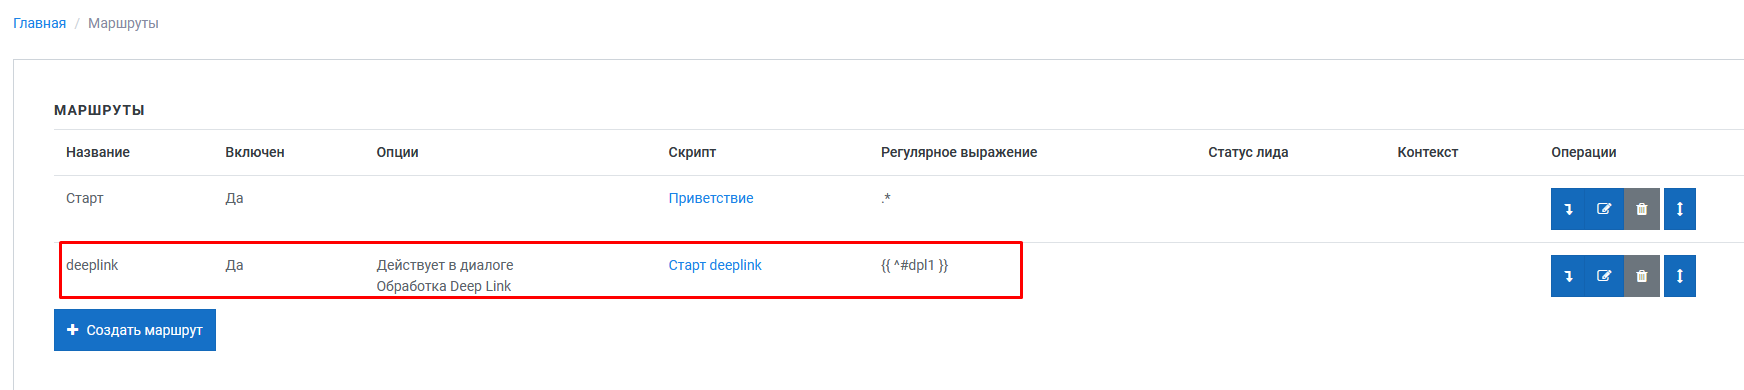 Главная / Маршруты
МАРШРУТЫ
Название Включен Опции Скрипт Регулярное выражение Статус лида Контекст Операции
Старт Да Приветствие .*
deeplink Да Действует в диалоге Старт deeplink {{ ^#dpl1 }}
Обработка Deep Link
Создать маршрут